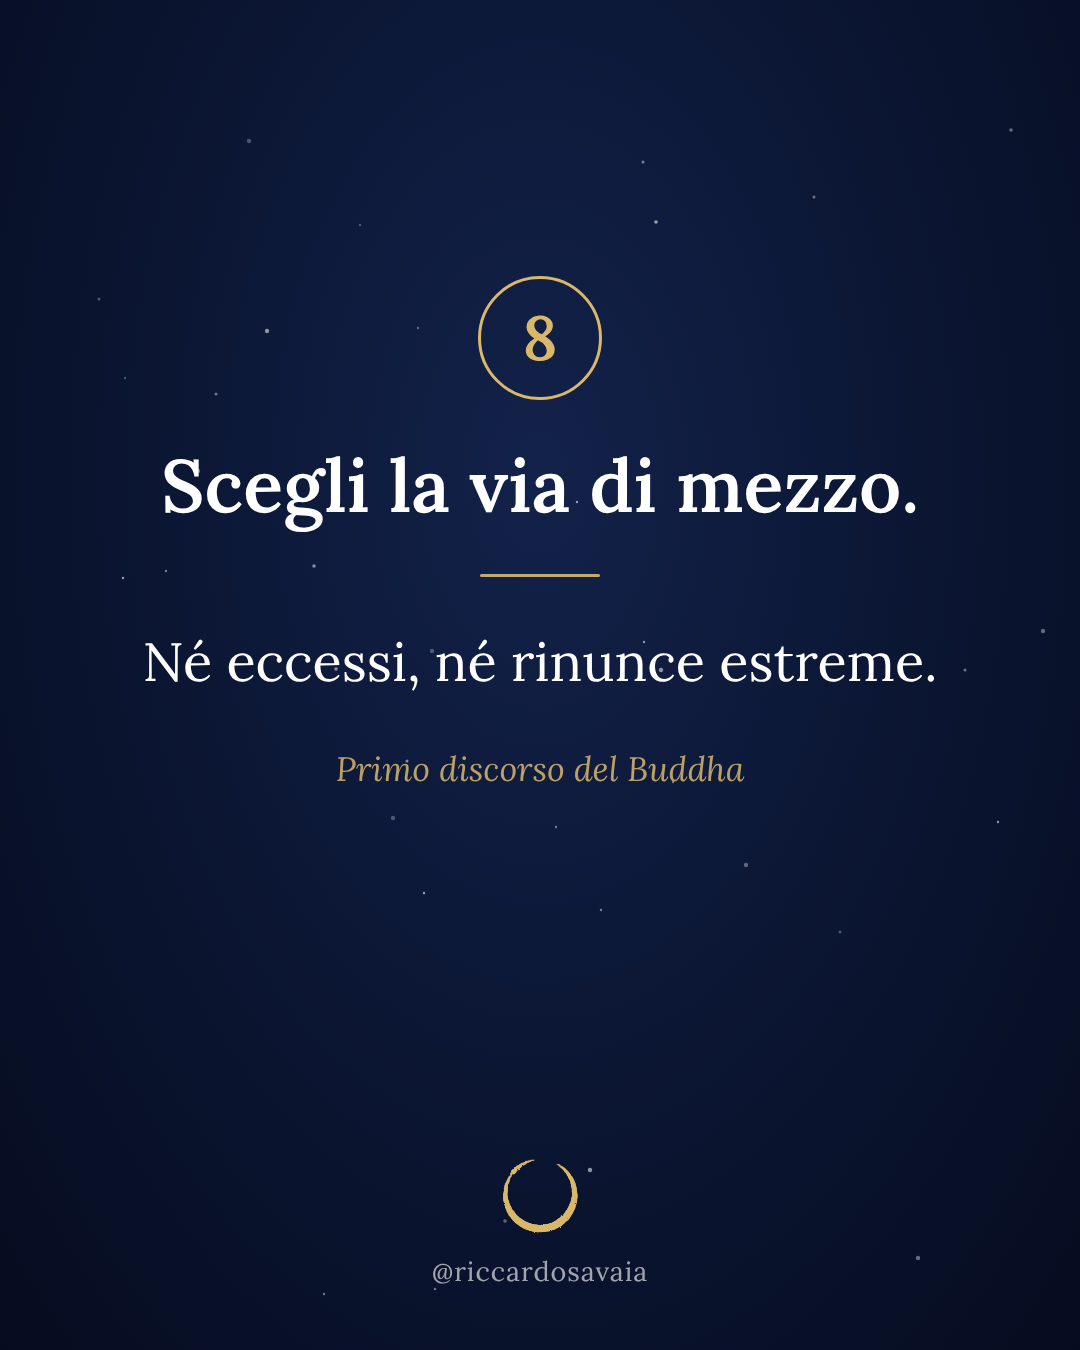 8
Scegli la via di mezzo.
Né eccessi, né rinunce estreme.
Primo discorso del Buddha
@riccardosavaia